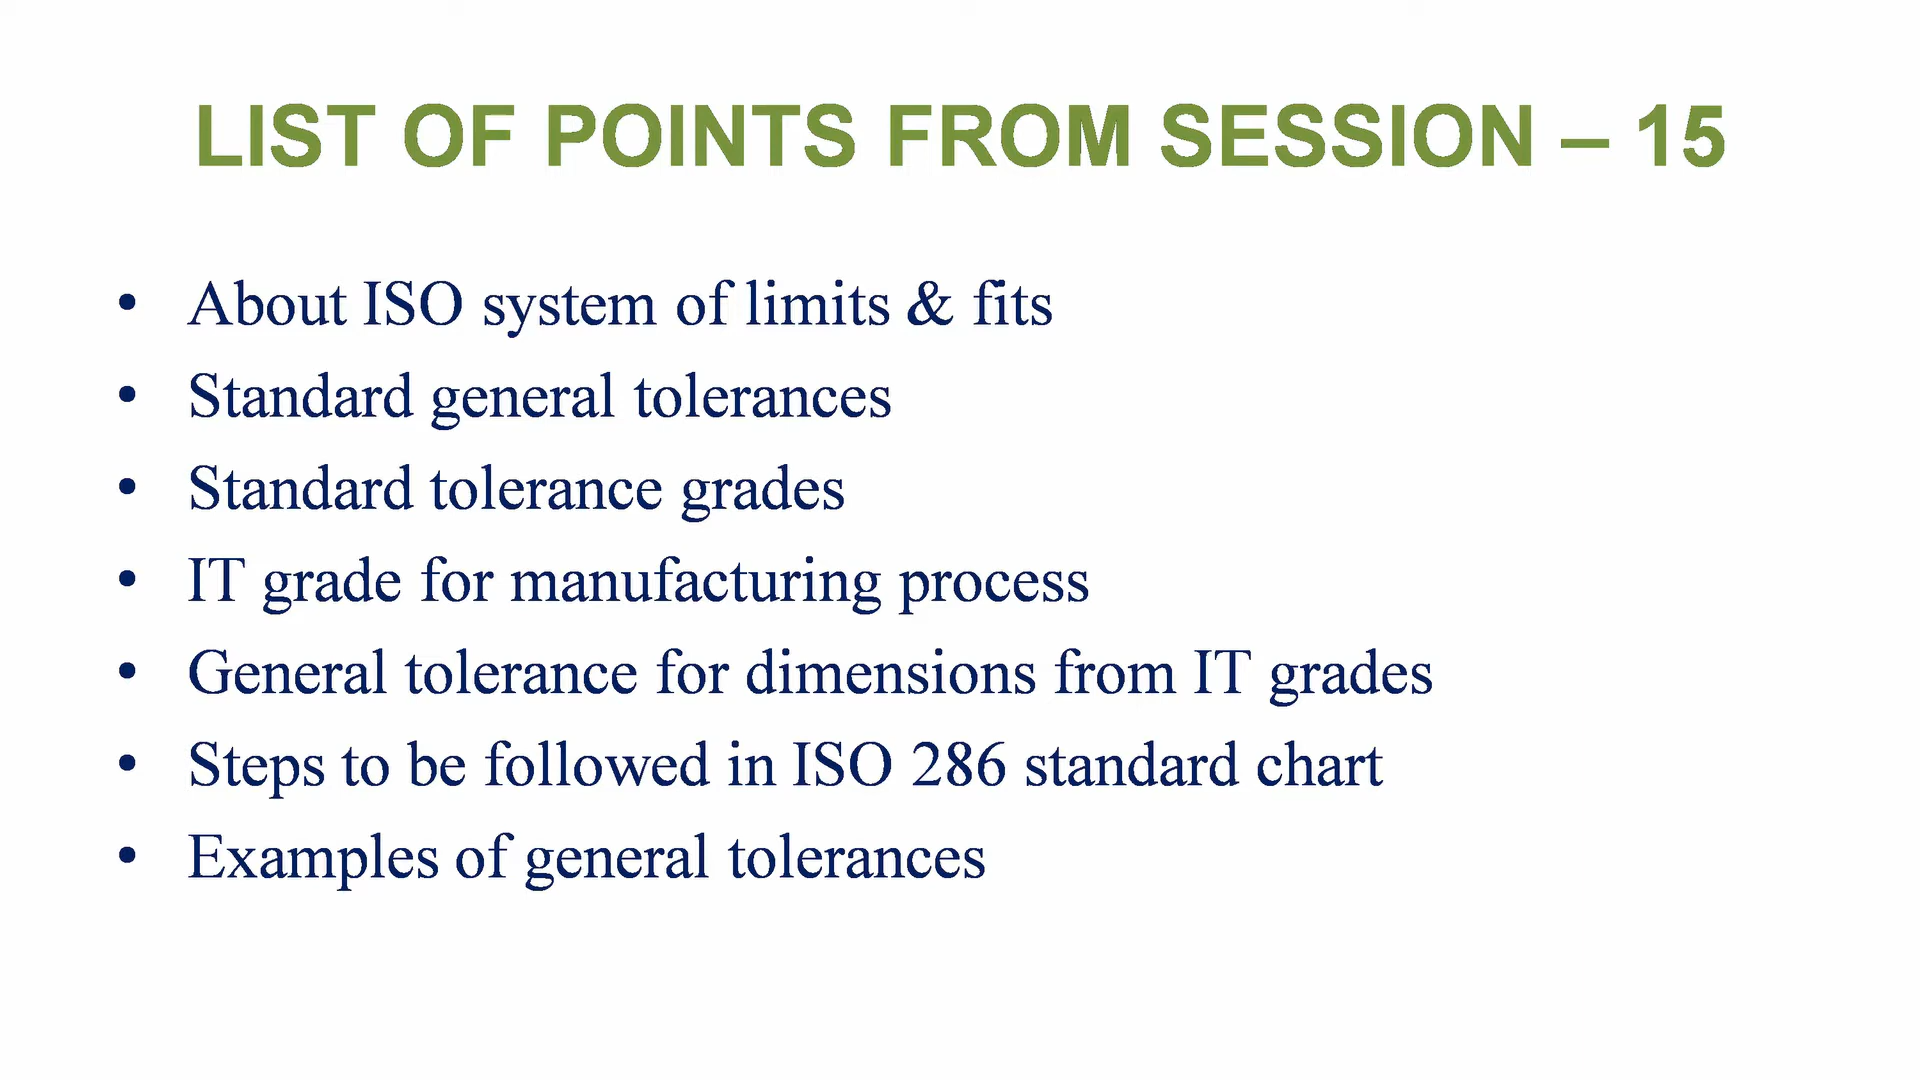 LIST OF POINTS FROM SESSION – 15
• About ISO system of limits & fits
• Standard general tolerances
• Standard tolerance grades
• IT grade for manufacturing process
• General tolerance for dimensions from IT grades
• Steps to be followed in ISO 286 standard chart
• Examples of general tolerances